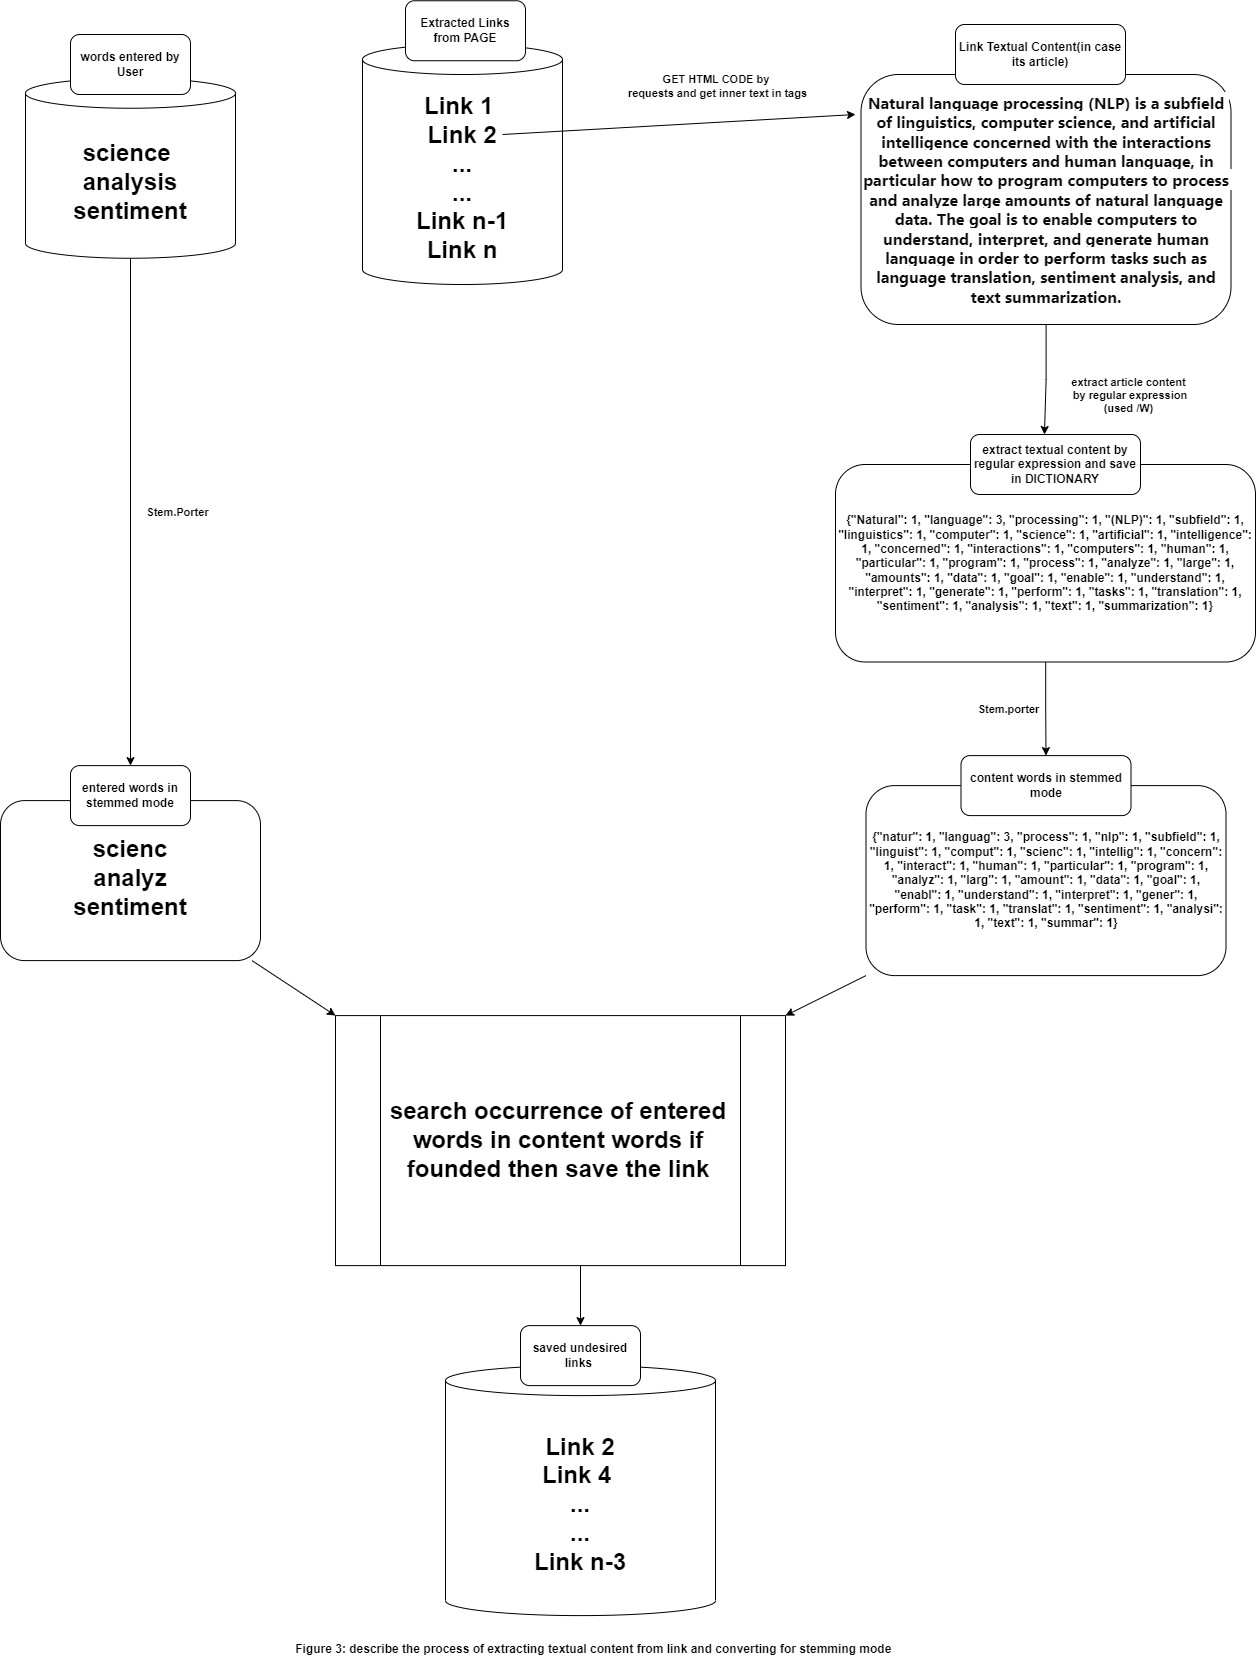 words entered by
User
science
analysis
sentiment
Extracted Links
from PAGE
Link 1
Link 2
...
...
Link n-1
Link n
GET HTML CODE by
requests and get inner text in tags
Link Textual Content(in case
its article)
Natural language processing (NLP) is a subfield
of linguistics, computer science, and artificial
intelligence concerned with the interactions
between computers and human language, in
particular how to program computers to process
and analyze large amounts of natural language
data. The goal is to enable computers to
understand, interpret, and generate human
language in order to perform tasks such as
language translation, sentiment analysis, and
text summarization.
extract article content
by regular expression
(used /W)
extract textual content by
regular expression and save
in DICTIONARY
{"Natural": 1, "language": 3, "processing": 1, "(NLP)": 1, "subfield": 1,
"linguistics": 1, "computer": 1, "science": 1, "artificial": 1, "intelligence":
1, "concerned": 1, "interactions": 1, "computers": 1, "human": 1,
"particular": 1, "program": 1, "process": 1, "analyze": 1, "large": 1,
"amounts": 1, "data": 1, "goal": 1, "enable": 1, "understand": 1,
"interpret": 1, "generate": 1, "perform": 1, "tasks": 1, "translation": 1,
"sentiment": 1, "analysis": 1, "text": 1, "summarization": 1}
Stem.Porter
Stem.porter
entered words in
stemmed mode
scienc
analyz
sentiment
content words in stemmed
mode
{"natur": 1, "languag": 3, "process": 1, "nlp": 1, "subfield": 1,
"linguist": 1, "comput": 1, "scienc": 1, "intellig": 1, "concern":
1, "interact": 1, "human": 1, "particular": 1, "program": 1,
"analyz": 1, "larg": 1, "amount": 1, "data": 1, "goal": 1,
"enabl": 1, "understand": 1, "interpret": 1, "gener": 1,
"perform": 1, "task": 1, "translat": 1, "sentiment": 1, "analysi":
1, "text": 1, "summar": 1}
search occurrence of entered
words in content words if
founded then save the link
saved undesired
links
Link 2
Link 4
...
...
Link n-3
Figure 3: describe the process of extracting textual content from link and converting for stemming mode